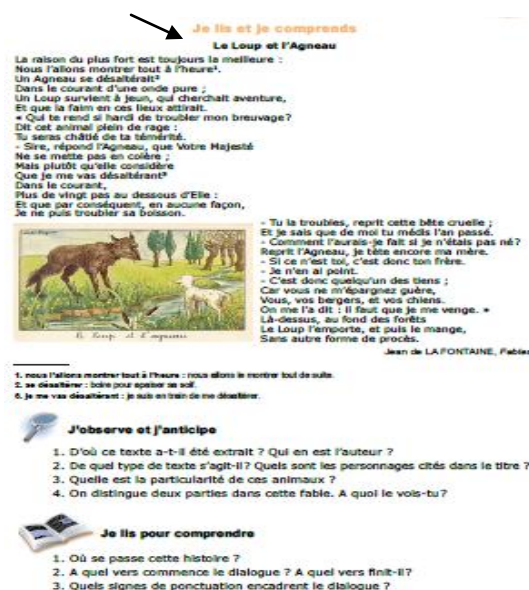 Je lis et je comprends
Le Loup et l'Agneau
La raison du plus fort est toujours la meilleure :
Nous l'allons montrer tout à l'heure¹.
Un Agneau se désaltérait²
Dans le courant d'une onde pure ;
Un Loup survient à jeun, qui cherchait aventure,
Et que la faim en ces lieux attirait.
« Qui te rend si hardi de troubler mon breuvage?
Dit cet animal plein de rage :
Tu seras châtié de ta témérité.
- Sire, répond l'Agneau, que Votre Majesté
Ne se mette pas en colère ;
Mais plutôt qu'elle considère
Que je me vas désaltérant³
Dans le courant,
Plus de vingt pas au dessous d'Elle :
Et que par conséquent, en aucune façon,
Je ne puis troubler sa boisson.
- Tu la troubles, reprit cette bête cruelle ;
Et je sais que de moi tu médis l'an passé.
- Comment l'aurais-je fait si je n'étais pas né?
Reprit l'Agneau, je tète encore ma mère.
- Si ce n'est toi, c'est donc ton frère.
- Je n'en ai point.
- C'est donc quelqu'un des tiens ;
Car vous ne m'épargnez guère,
Vous, vos bergers, et vos chiens.
On me l'a dit : il faut que je me venge. »
Là-dessus, au fond des forêts
Le Loup l'emporte, et puis le mange,
Sans autre forme de procès.
Jean de LA FONTAINE, Fables
le loup et l'agneau
1. nous l'allons montrer tout à l'heure : nous allons le montrer tout de suite.
2. se désaltérer : boire pour apaiser sa soif.
6. je me vas désaltérant : je suis en train de me désaltérer.
J'observe et j'anticipe
1. D'où ce texte a-t-il été extrait ? Qui en est l'auteur ?
2. De quel type de texte s'agit-il? Quels sont les personnages cités dans le titre ?
3. Quelle est la particularité de ces animaux ?
4. On distingue deux parties dans cette fable. A quoi le vois-tu?
Je lis pour comprendre
1. Où se passe cette histoire ?
2. A quel vers commence le dialogue ? A quel vers finit-il?
3. Quels signes de ponctuation encadrent le dialogue ?